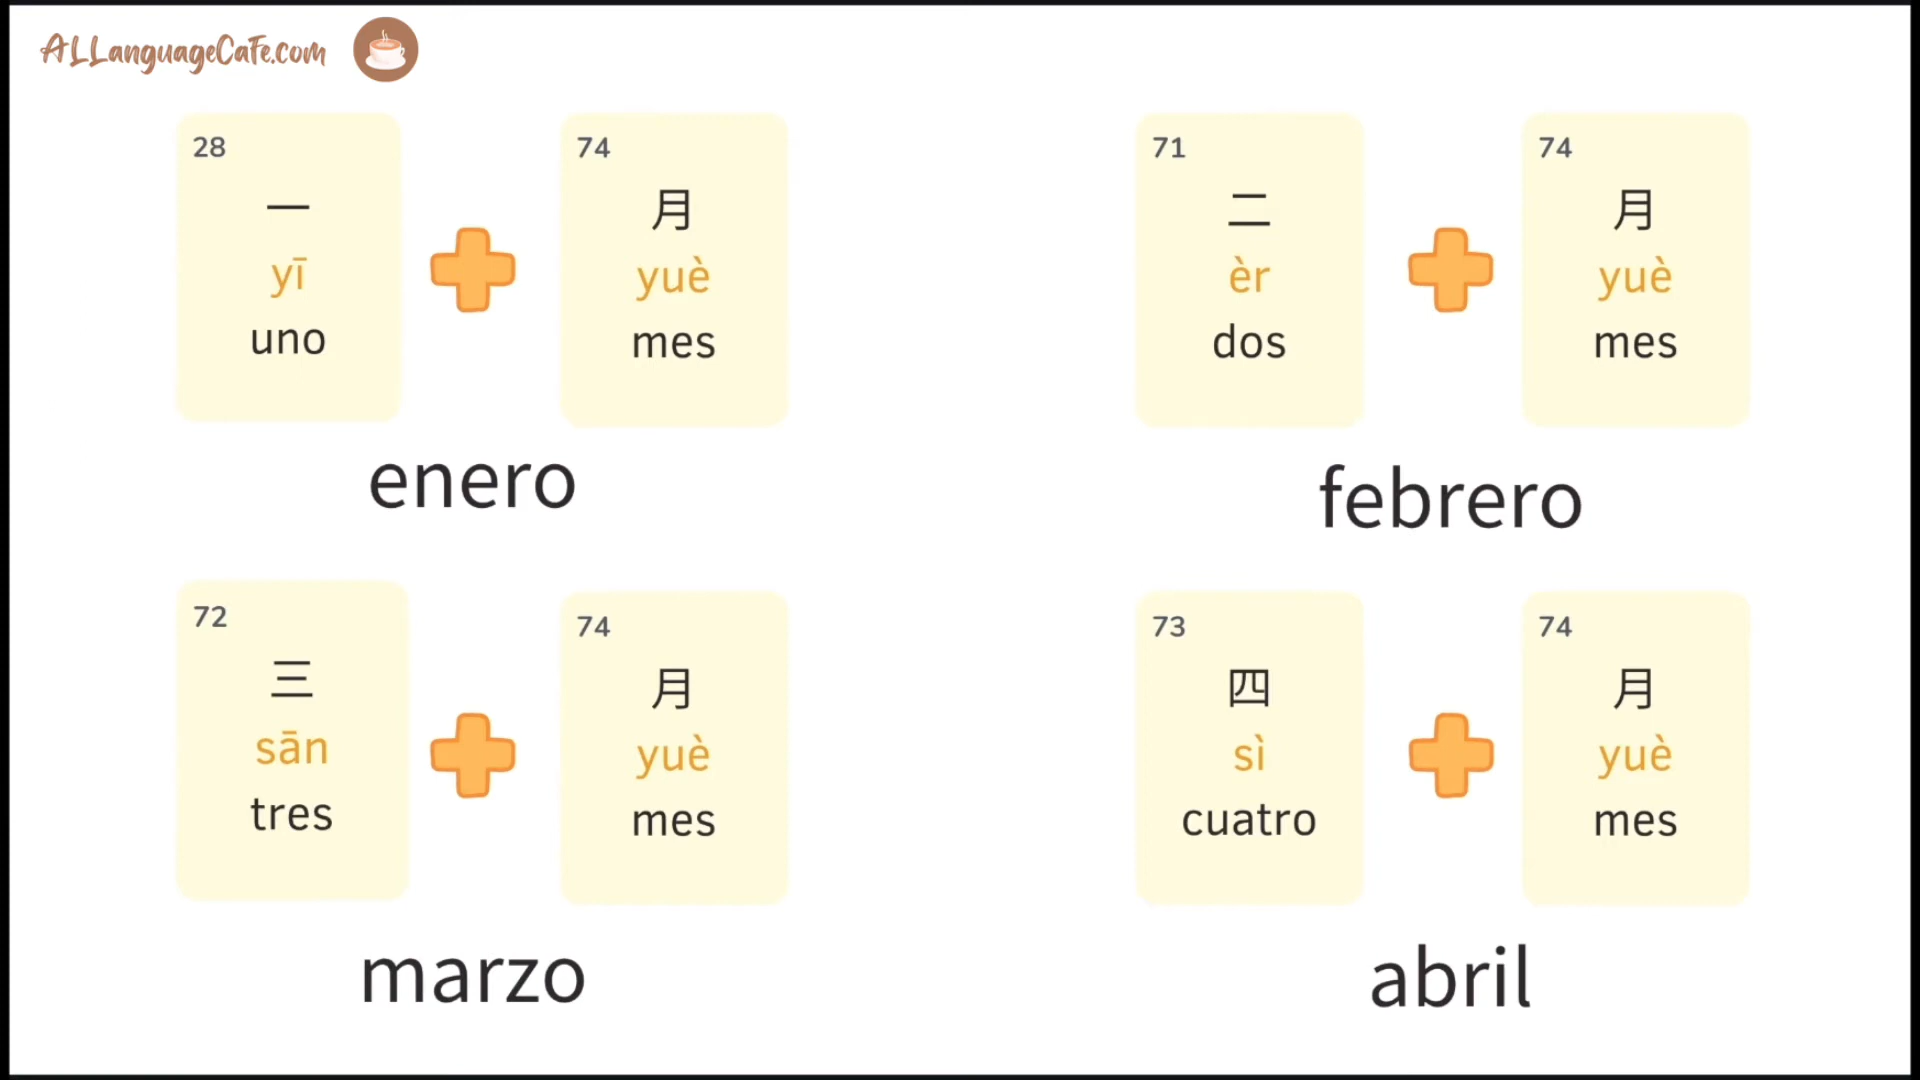 ALLanguageCafe.com
28
一
yī
uno
74
月
yuè
mes
enero
71
二
èr
dos
74
月
yuè
mes
febrero
72
三
sān
tres
74
月
yuè
mes
marzo
73
四
sì
cuatro
74
月
yuè
mes
abril